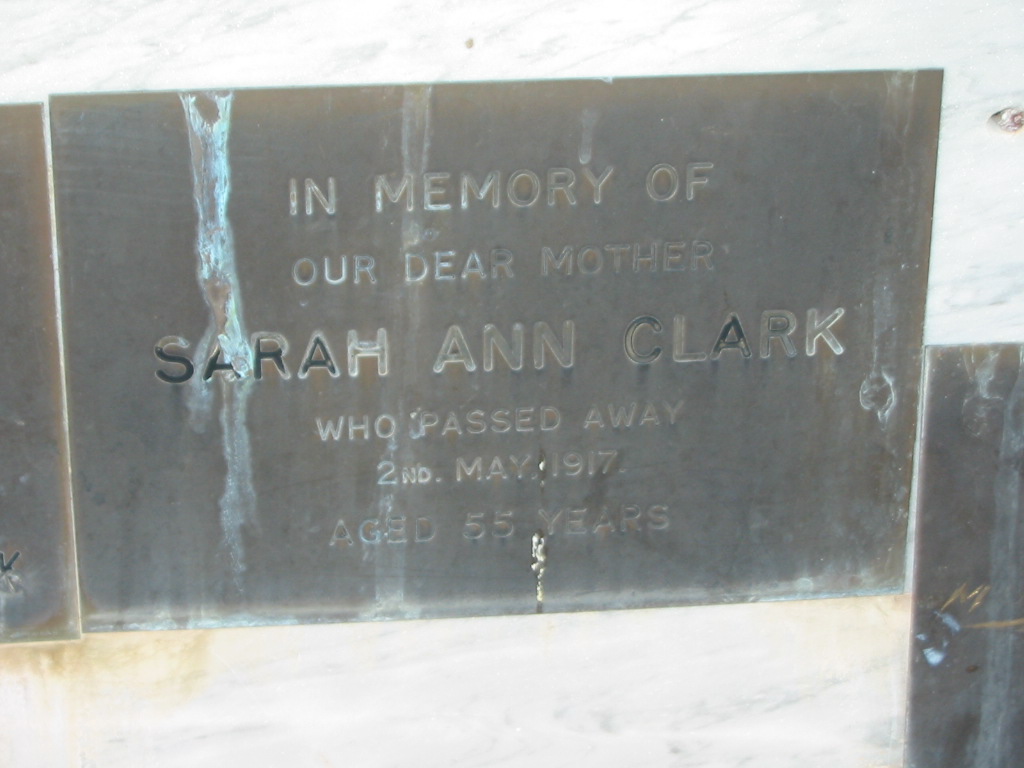 IN MEMORY OF
OUR DEAR MOTHER
SARAH ANN CLARK
WHO PASSED AWAY
2ND. MAY. 1917.
AGED 55 YEARS
K